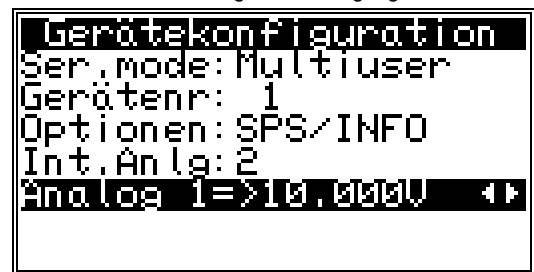 Gerätekonfiguration
Ser.mode:Multiuser
Gerätenr: 1
Optionen:SPS/INFO
Int.Anlg:2
Analog 1=>10.000V